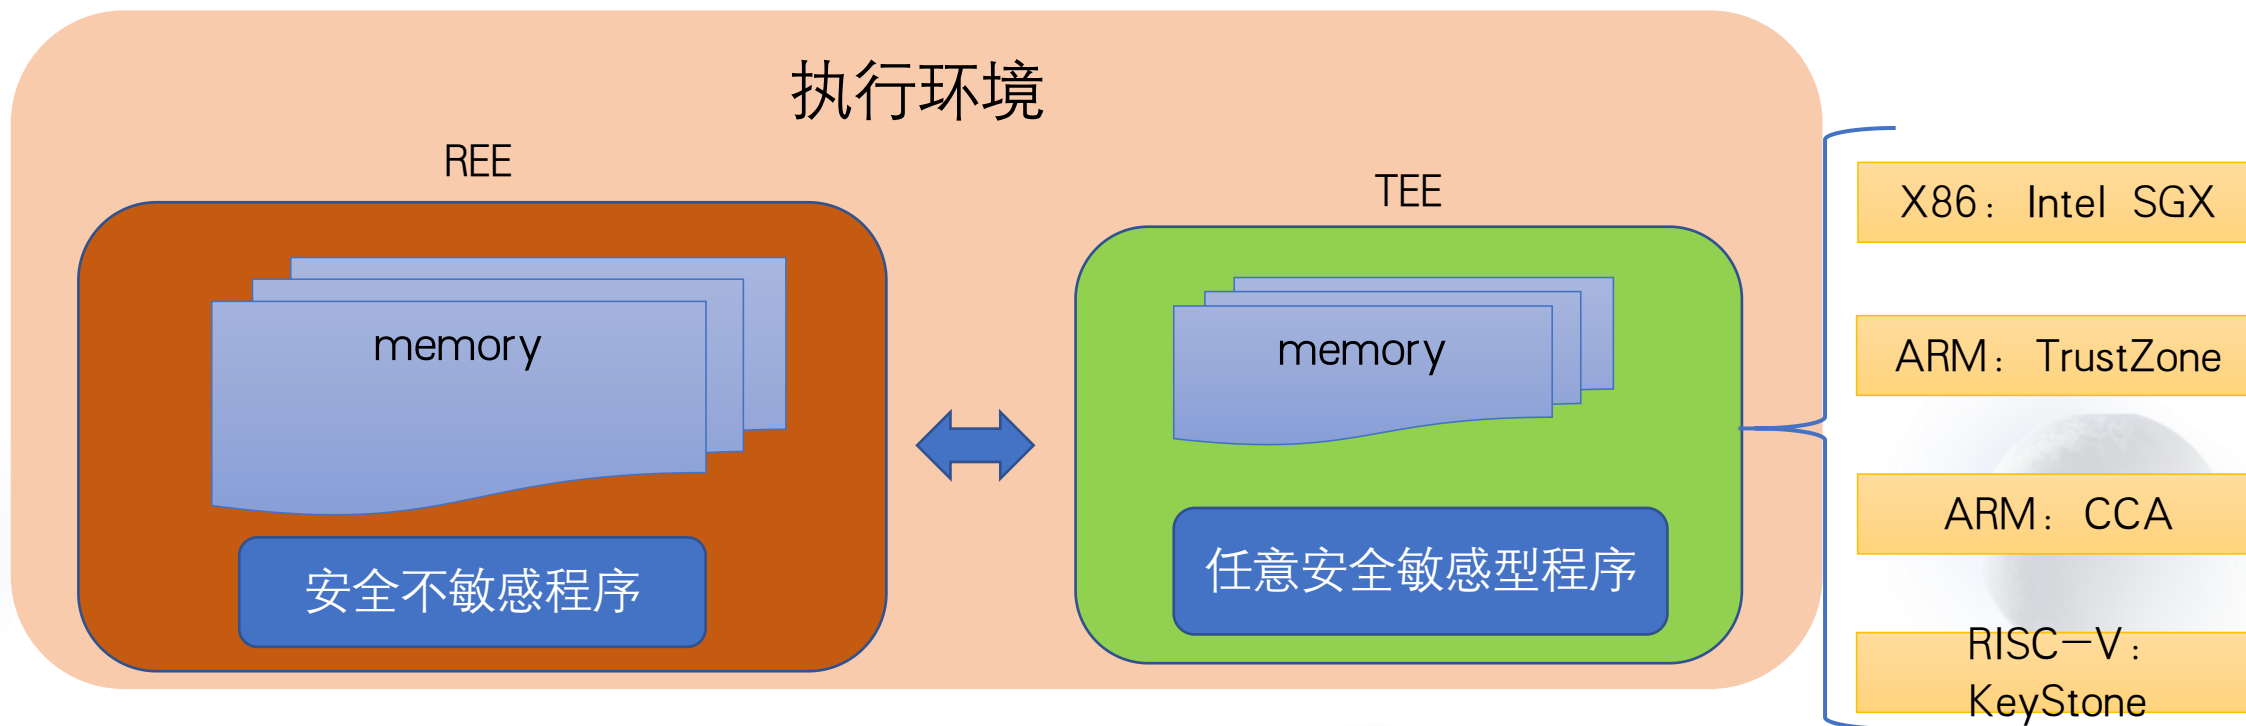 执行环境
REE
TEE
memory
memory
安全不敏感程序
任意安全敏感型程序
X86: Intel SGX
ARM: TrustZone
ARM: CCA
RISC-V:
KeyStone